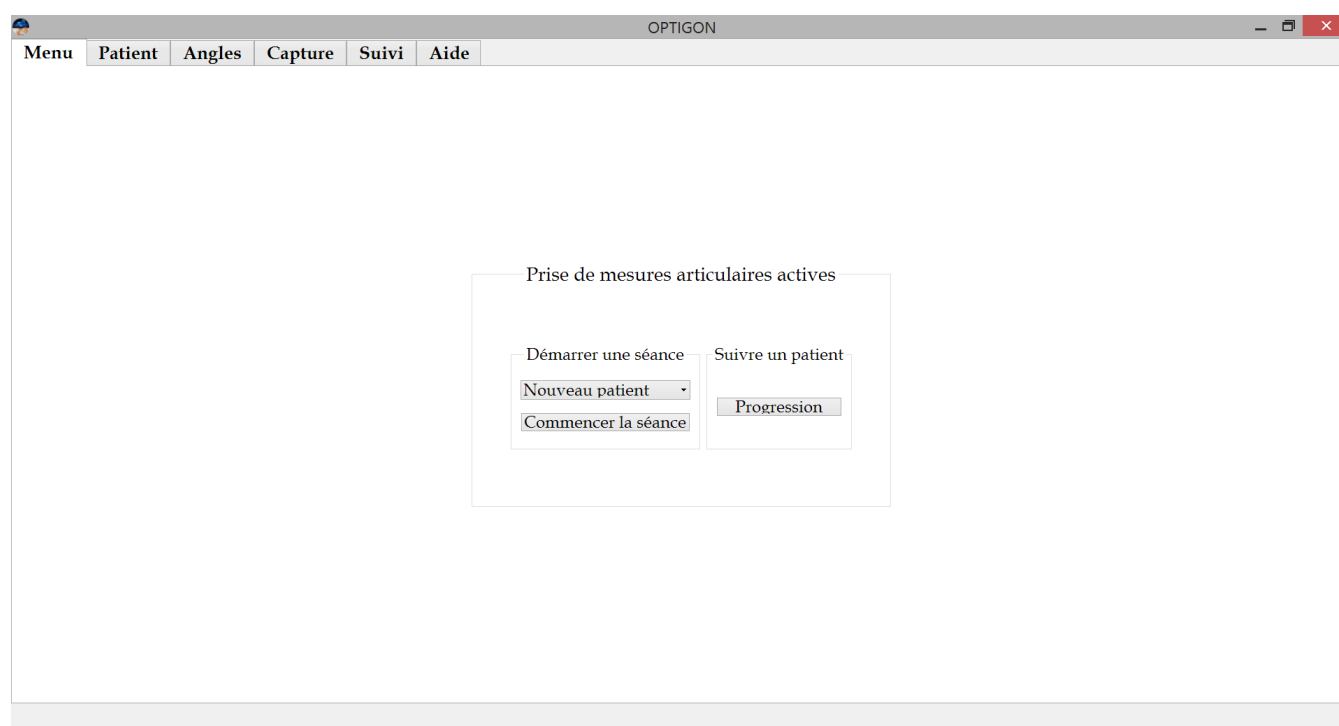 OPTIGON
Menu Patient Angles Capture Suivi Aide
Prise de mesures articulaires actives
Démarrer une séance
Nouveau patient
Commencer la séance
Suivre un patient
Progression